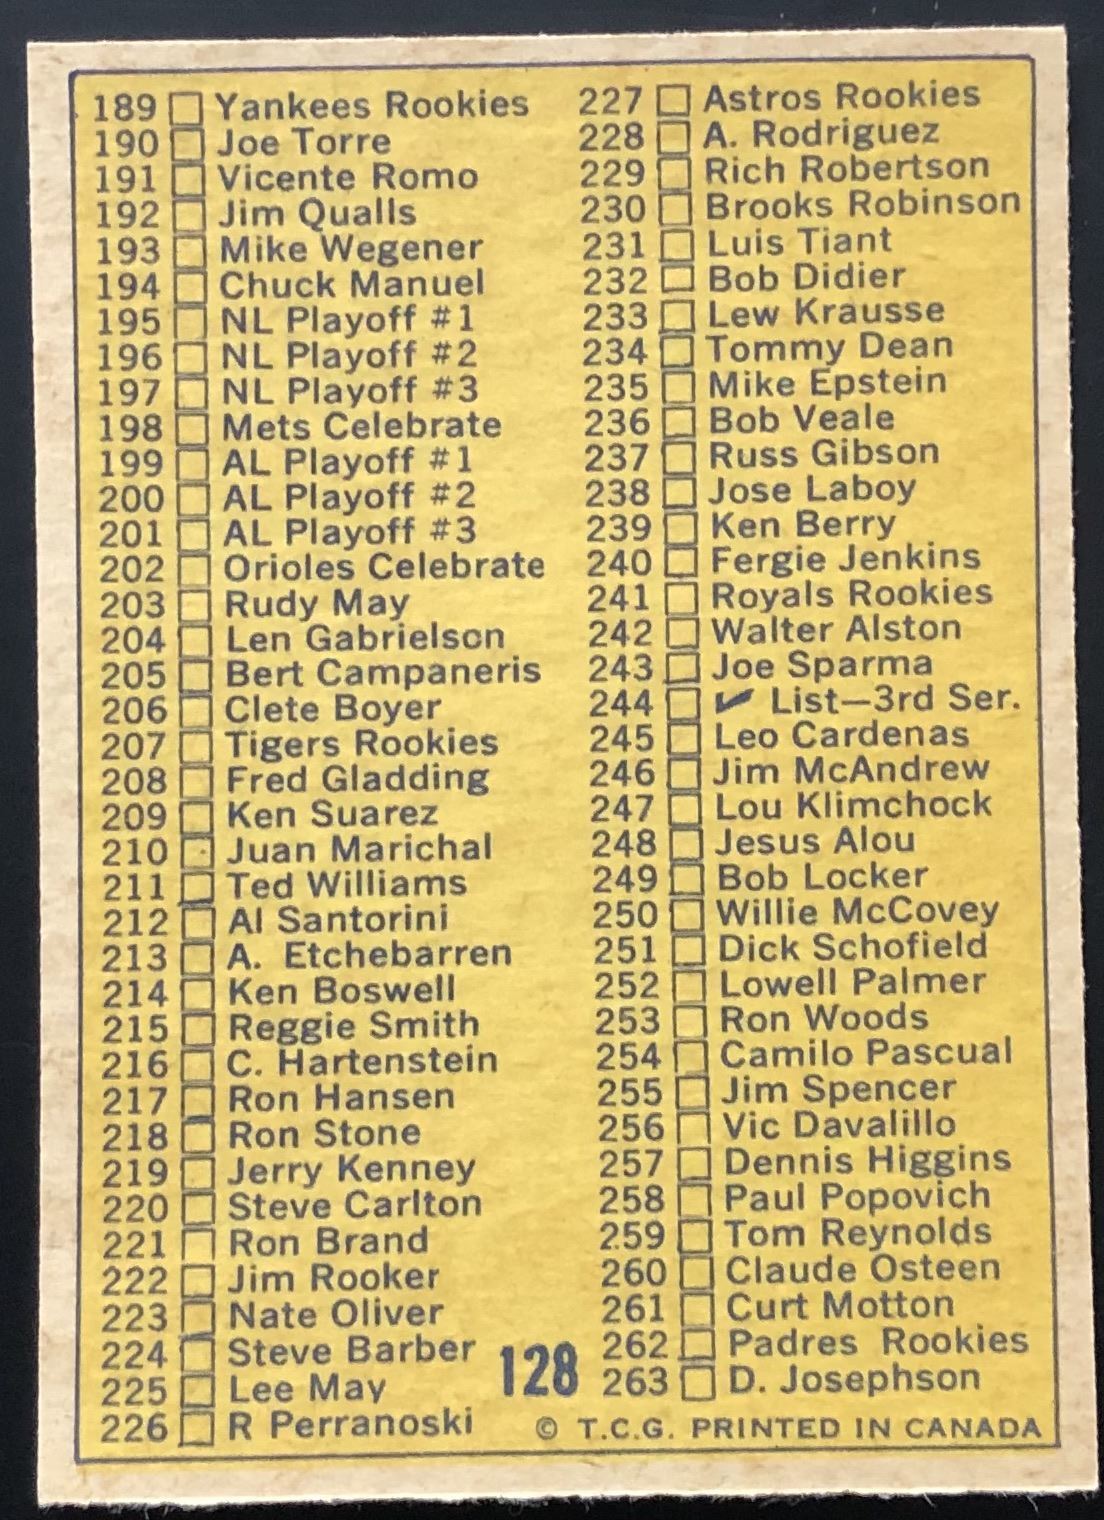 189 Yankees Rookies
190 Joe Torre
191 Vicente Romo
192 Jim Qualls
193 Mike Wegener
194 Chuck Manuel
195 NL Playoff #1
196 NL Playoff #2
197 NL Playoff #3
198 Mets Celebrate
199 AL Playoff #1
200 AL Playoff #2
201 AL Playoff #3
202 Orioles Celebrate
203 Rudy May
204 Len Gabrielson
205 Bert Campaneris
206 Clete Boyer
207 Tigers Rookies
208 Fred Gladding
209 Ken Suarez
210 Juan Marichal
211 Ted Williams
212 Al Santorini
213 A. Etchebarren
214 Ken Boswell
215 Reggie Smith
216 C. Hartenstein
217 Ron Hansen
218 Ron Stone
219 Jerry Kenney
220 Steve Carlton
221 Ron Brand
222 Jim Rooker
223 Nate Oliver
224 Steve Barber
225 Lee May
226 R Perranoski
227 Astros Rookies
228 A. Rodriguez
229 Rich Robertson
230 Brooks Robinson
231 Luis Tiant
232 Bob Didier
233 Lew Krausse
234 Tommy Dean
235 Mike Epstein
236 Bob Veale
237 Russ Gibson
238 Jose Laboy
239 Ken Berry
240 Fergie Jenkins
241 Royals Rookies
242 Walter Alston
243 Joe Sparma
244 ✔ List—3rd Ser.
245 Leo Cardenas
246 Jim McAndrew
247 Lou Klimchock
248 Jesus Alou
249 Bob Locker
250 Willie McCovey
251 Dick Schofield
252 Lowell Palmer
253 Ron Woods
254 Camilo Pascual
255 Jim Spencer
256 Vic Davalillo
257 Dennis Higgins
258 Paul Popovich
259 Tom Reynolds
260 Claude Osteen
261 Curt Motton
262 Padres Rookies
263 D. Josephson
128
© T.C.G. PRINTED IN CANADA